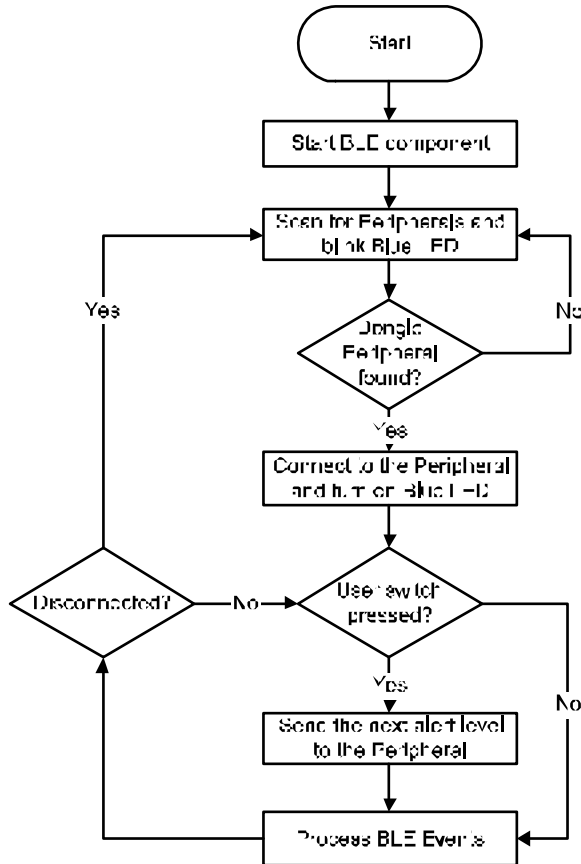 Start
Start BLE component
Scan for Peripherals and
blink Blue LED
Yes
No
Dongle
Peripheral
found?
Yes
Connect to the Peripheral
and turn on Blue LED
Disconnected?
No
User switch
pressed?
Yes
No
Send the next alert level
to the Peripheral
Process BLE Events